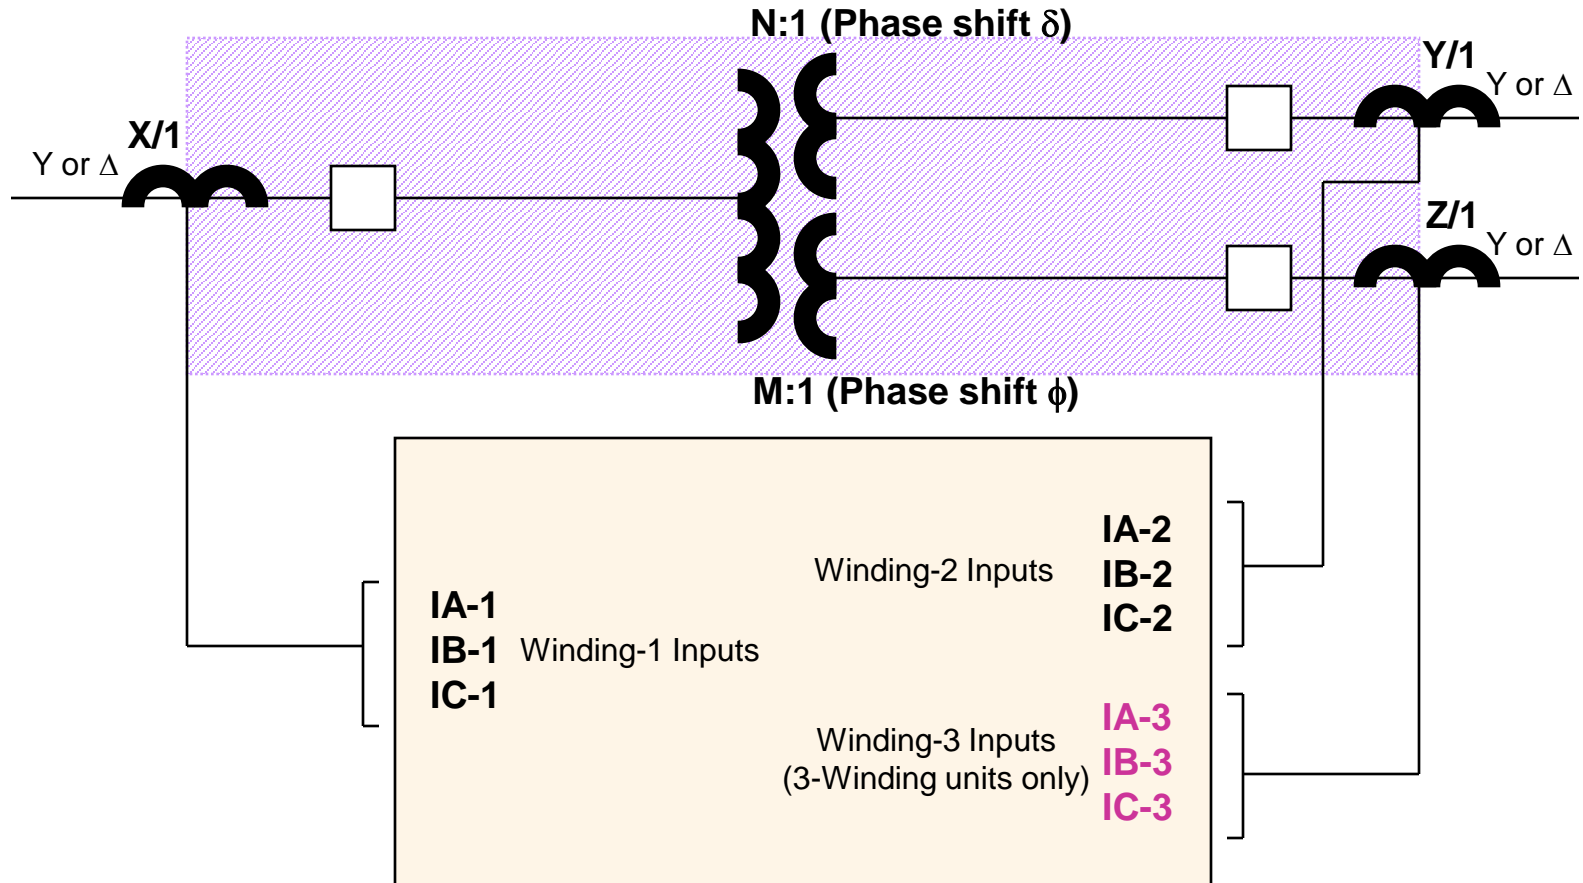 N:1 (Phase shift δ)
Y/1
Y or Δ
X/1
Y or Δ
Z/1
Y or Δ
M:1 (Phase shift ϕ)
IA-2
Winding-2 Inputs
IB-2
IC-2
IA-1
IB-1
Winding-1 Inputs
IC-1
IA-3
Winding-3 Inputs
IB-3
(3-Winding units only)
IC-3